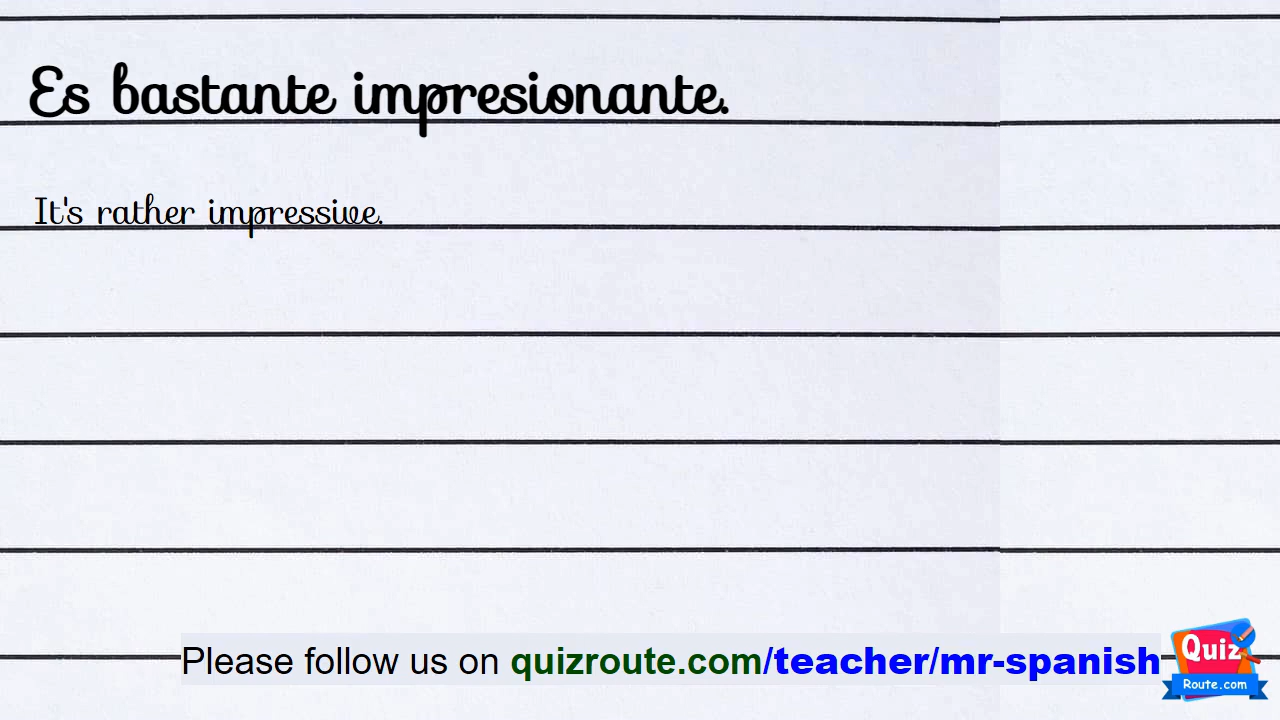 Es bastante impresionante.
It's rather impressive.
Please follow us on quizroute.com/teacher/mr-spanish
Quiz
Route.com